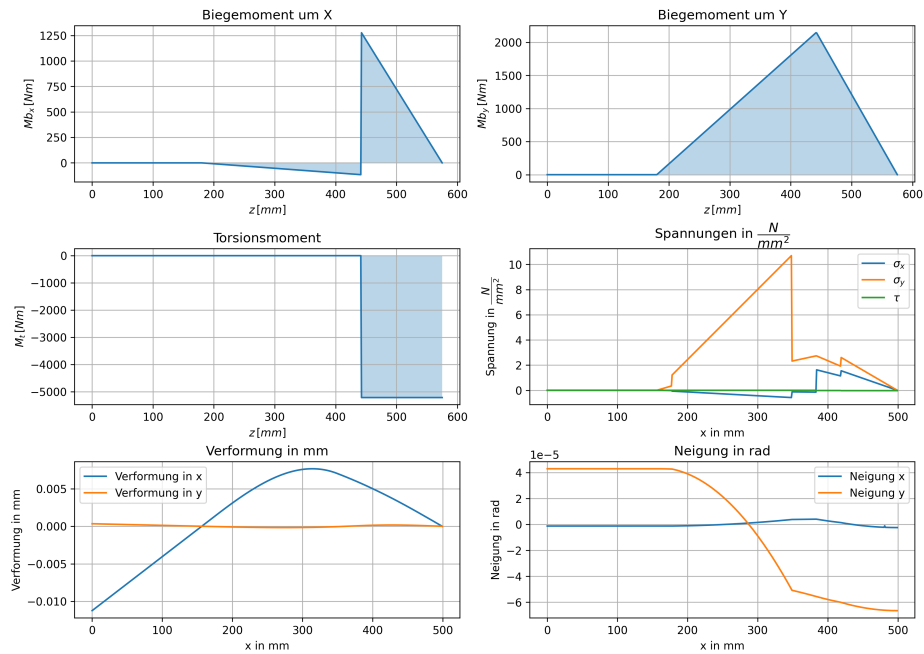 Biegemoment um X
1250
1000
750
500
250
0
Mb_x [Nm]
0 100 200 300 400 500 600
z [mm]
Biegemoment um Y
2000
1500
1000
500
0
Mb_y [Nm]
0 100 200 300 400 500 600
z [mm]
Torsionsmoment
0
−1000
−2000
−3000
−4000
−5000
M_t [Nm]
0 100 200 300 400 500 600
z [mm]
Spannungen in N/mm²
10
8
6
4
2
0
Spannung in N/mm²
σ_x
σ_y
τ
0 100 200 300 400 500
x in mm
Verformung in mm
0.005
0.000
−0.005
−0.010
Verformung in mm
Verformung in x
Verformung in y
0 100 200 300 400 500
x in mm
Neigung in rad
1e−5
4
2
0
−2
−4
−6
Neigung in rad
Neigung x
Neigung y
0 100 200 300 400 500
x in mm